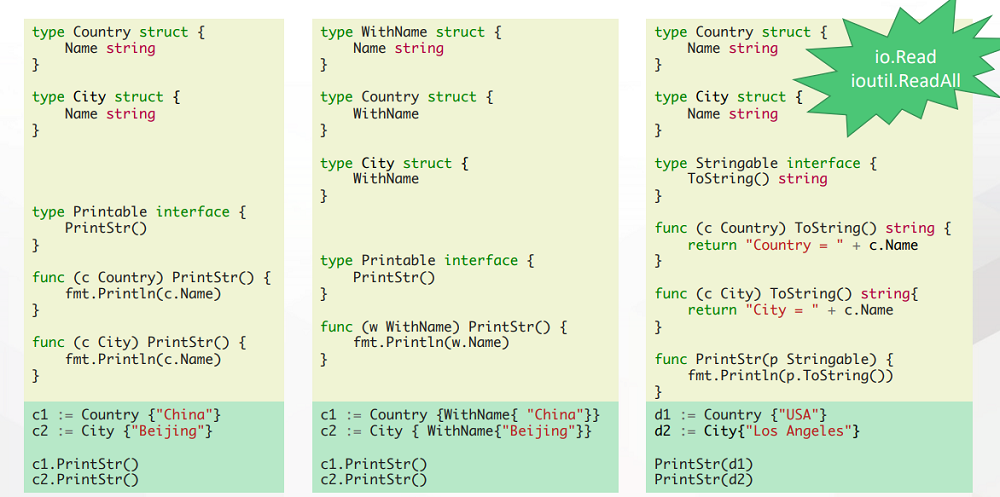 type Country struct {
    Name string
}
type City struct {
    Name string
}
type Printable interface {
    PrintStr()
}
func (c Country) PrintStr() {
    fmt.Println(c.Name)
}
func (c City) PrintStr() {
    fmt.Println(c.Name)
}
c1 := Country {"China"}
c2 := City {"Beijing"}
c1.PrintStr()
c2.PrintStr()
type WithName struct {
    Name string
}
type Country struct {
    WithName
}
type City struct {
    WithName
}
type Printable interface {
    PrintStr()
}
func (w WithName) PrintStr() {
    fmt.Println(w.Name)
}
c1 := Country {WithName{ "China"}}
c2 := City { WithName{"Beijing"}}
c1.PrintStr()
c2.PrintStr()
type Country struct {
    Name string
}
type City struct {
    Name string
}
type Stringable interface {
    ToString() string
}
func (c Country) ToString() string {
    return "Country = " + c.Name
}
func (c City) ToString() string{
    return "City = " + c.Name
}
func PrintStr(p Stringable) {
    fmt.Println(p.ToString())
}
d1 := Country {"USA"}
d2 := City{"Los Angeles"}
PrintStr(d1)
PrintStr(d2)
io.Read
ioutil.ReadAll